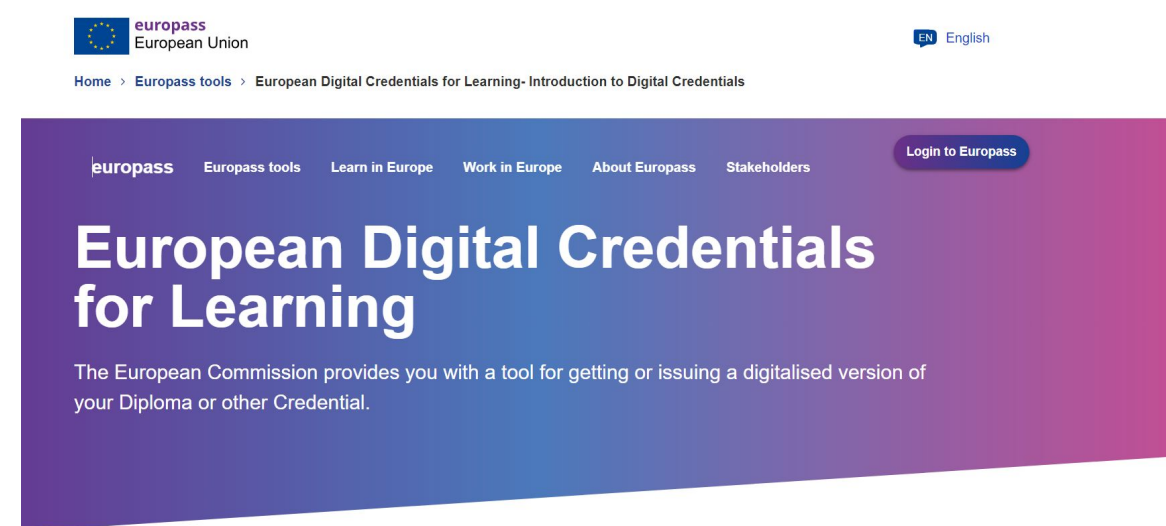 europass
European Union
EN English
Home > Europass tools > European Digital Credentials for Learning- Introduction to Digital Credentials
Login to Europass
europass Europass tools Learn in Europe Work in Europe About Europass Stakeholders
European Digital Credentials
for Learning
The European Commission provides you with a tool for getting or issuing a digitalised version of
your Diploma or other Credential.